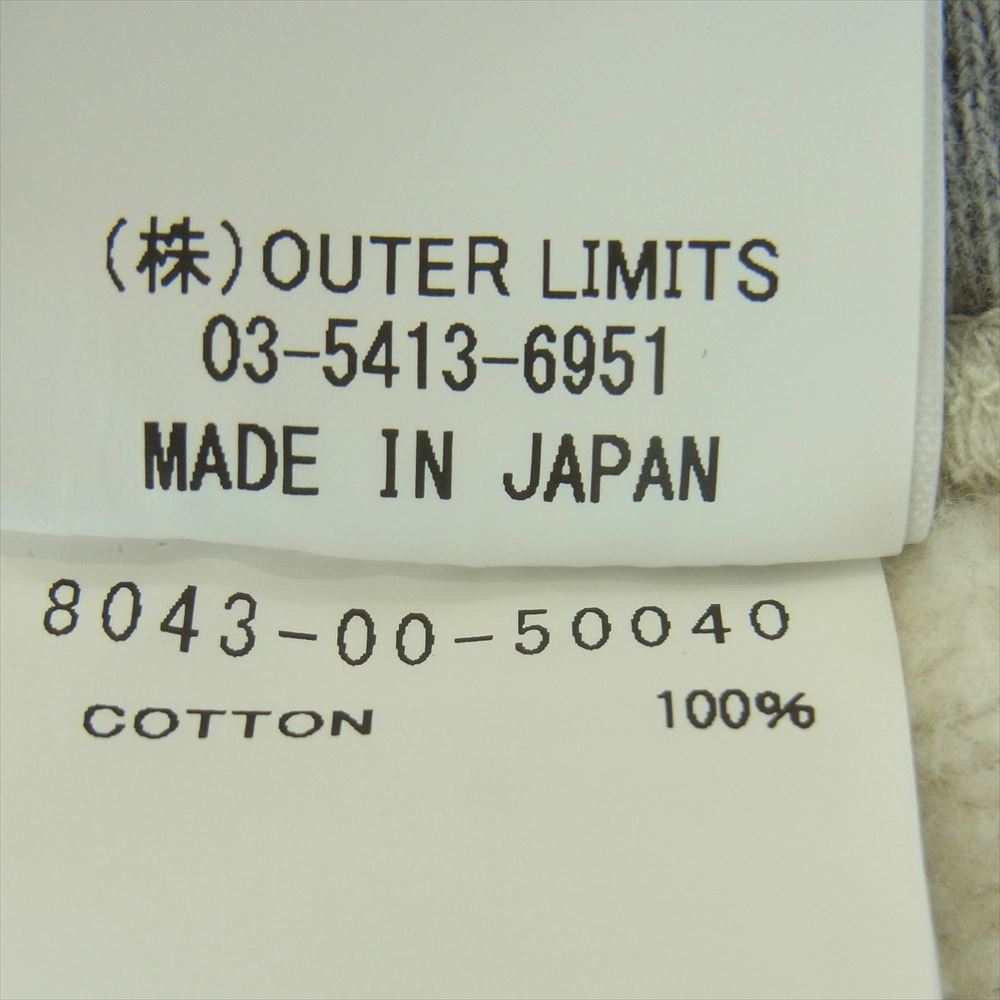 (株)OUTER LIMITS
03-5413-6951
MADE IN JAPAN
8043-00-50040
COTTON 100%